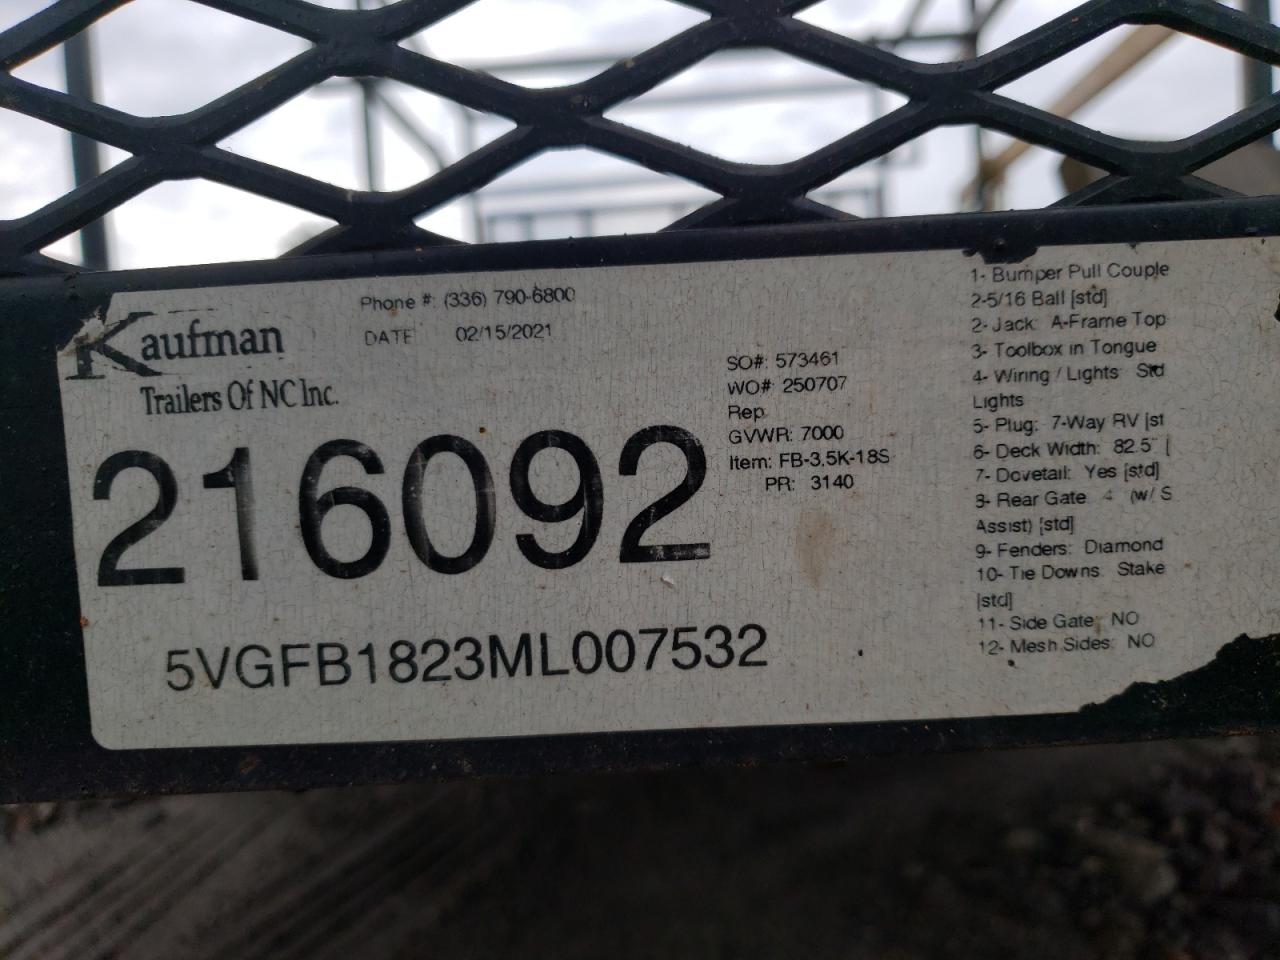 Kaufman
Trailers Of NC Inc.
Phone #: (336) 790-6800
DATE 02/15/2021
216092
5VGFB1823ML007532
SO#: 573461
WO# 250707
Rep
GVWR: 7000
Item: FB-3.5K-18S
PR: 3140
1- Bumper Pull Couple
2-5/16 Ball [std]
2- Jack: A-Frame Top
3- Toolbox in Tongue
4- Wiring / Lights Std
Lights
5- Plug: 7-Way RV [st
6- Deck Width: 82.5" [
7- Dovetail: Yes [std]
8- Rear Gate 4 (w/ S
Assist) [std]
9- Fenders: Diamond
10- Tie Downs Stake
[std]
11- Side Gate: NO
12- Mesh Sides: NO